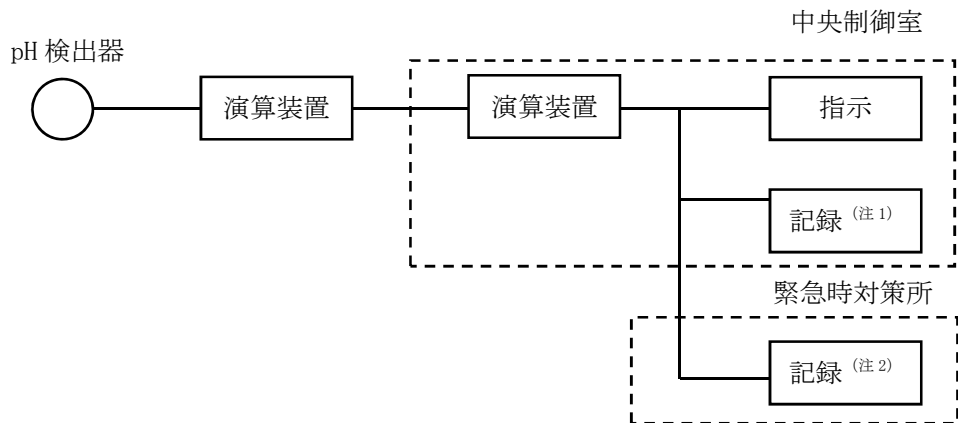 中央制御室
pH 検出器
演算装置
演算装置
指示
記録（注 1）
緊急時対策所
記録（注 2）